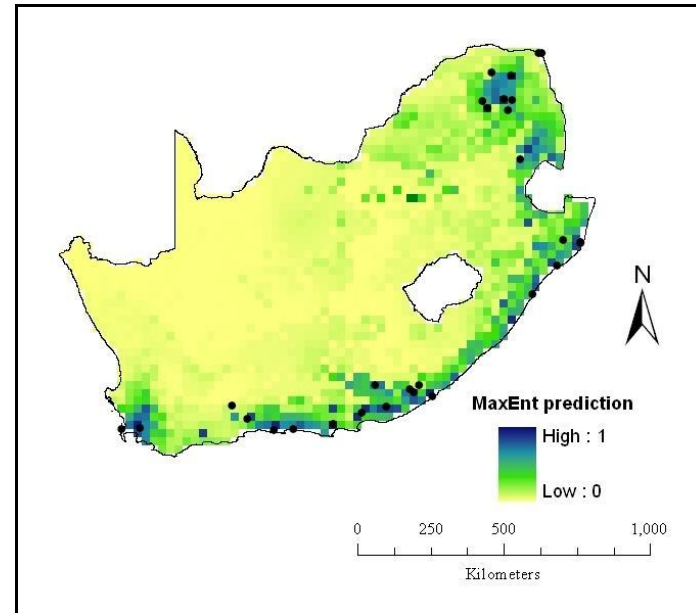 N
MaxEnt prediction
High : 1
Low : 0
0 250 500 1,000
Kilometers